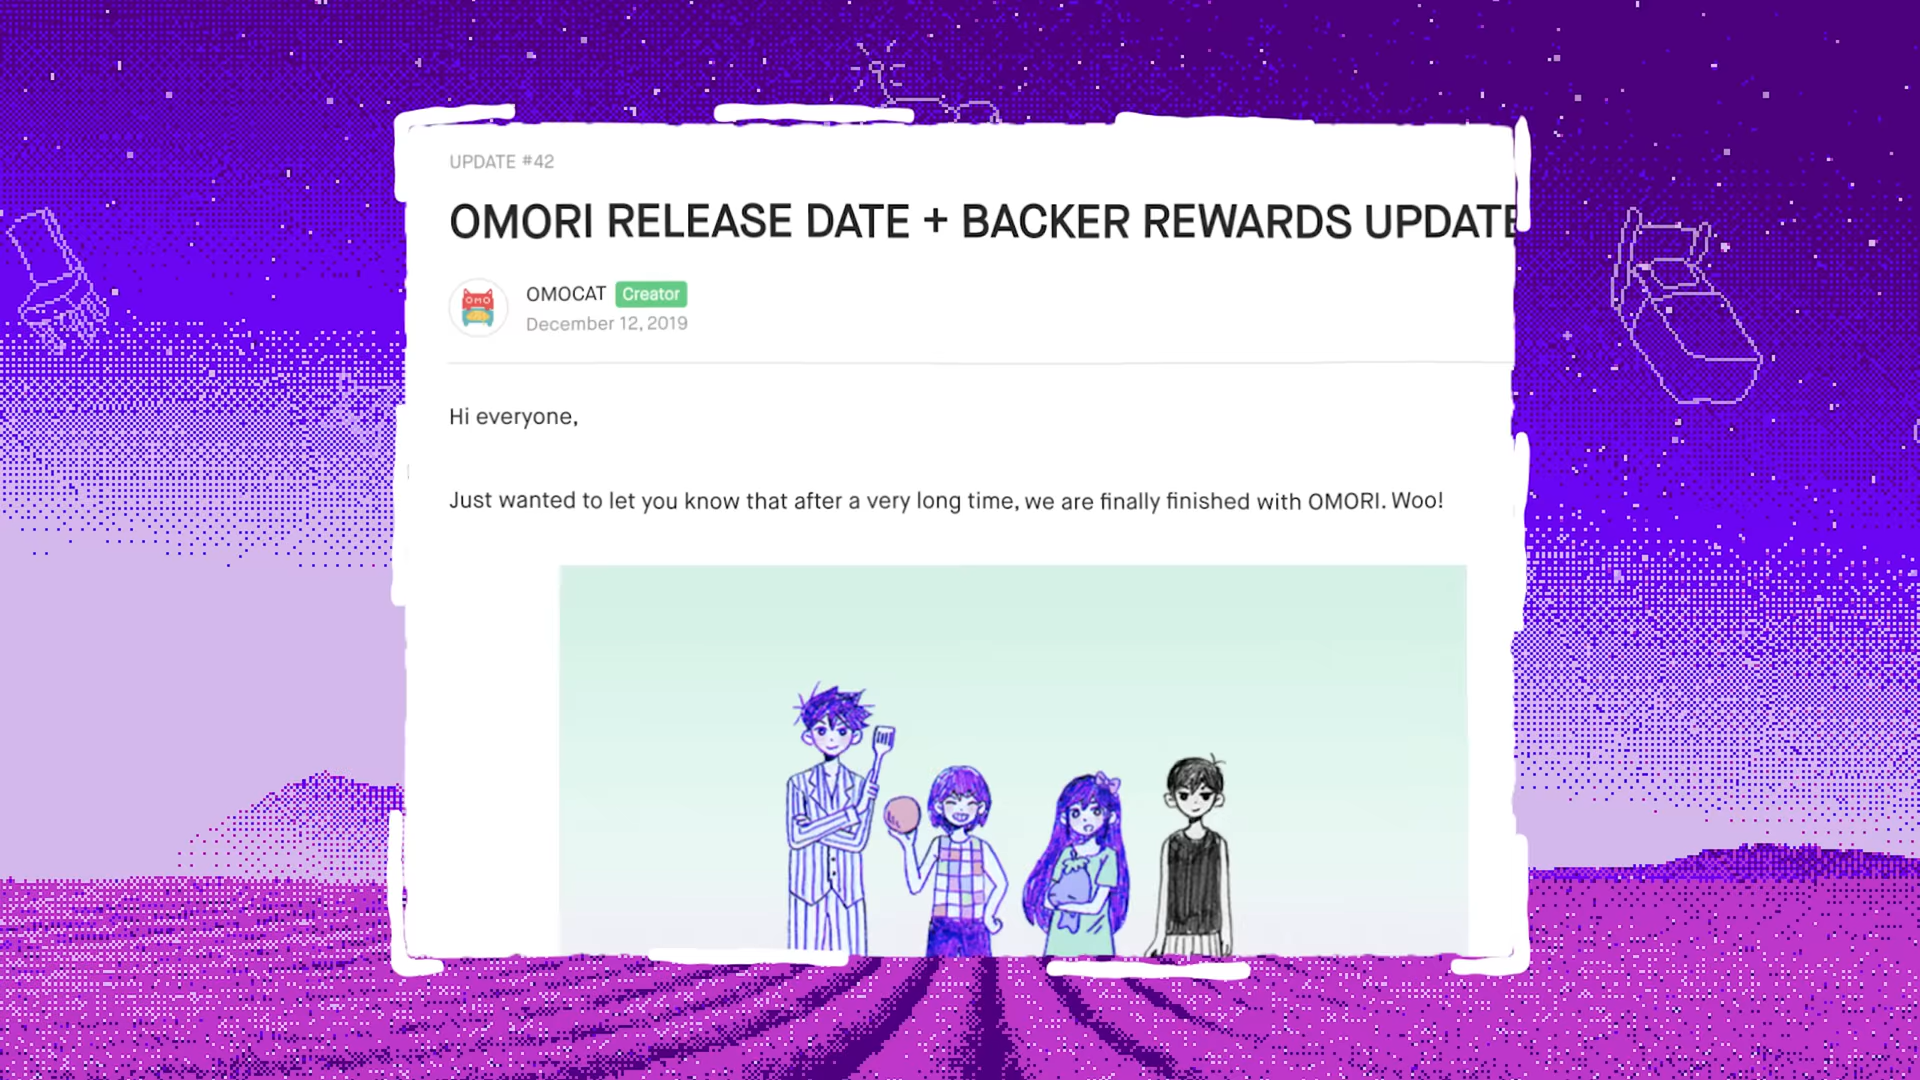 UPDATE #42
OMORI RELEASE DATE + BACKER REWARDS UPDATE
OMO
OMOCAT Creator
December 12, 2019
Hi everyone,
Just wanted to let you know that after a very long time, we are finally finished with OMORI. Woo!